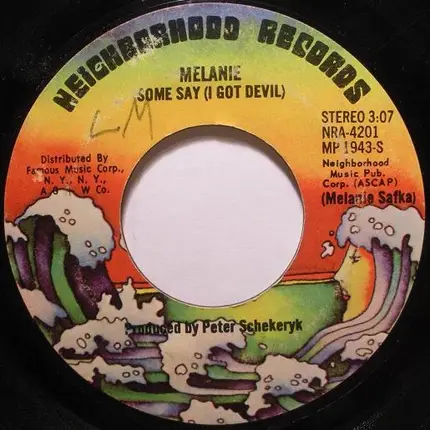 NEIGHBORHOOD RECORDS
MELANIE
SOME SAY (I GOT DEVIL)
LM
STEREO 3:07
NRA-4201
MP 1943-S
Neighborhood
Music Pub.
Corp. (ASCAP)
(Melanie Safka)
Distributed By
Famous Music Corp.,
N. Y., N. Y.,
A G W Co.
Produced by Peter Schekeryk